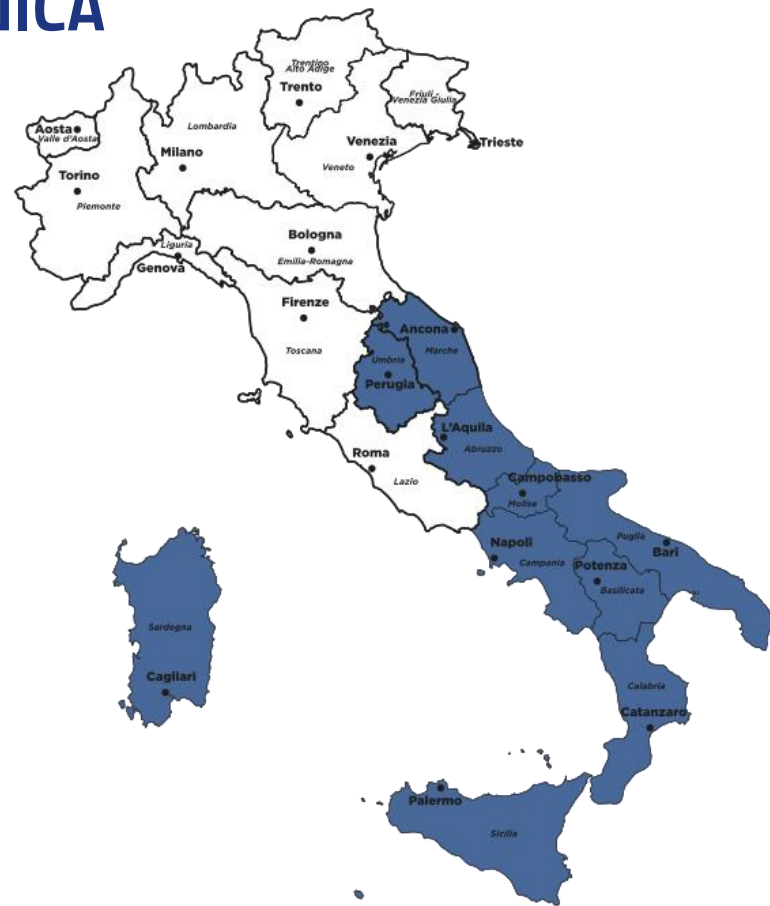 NICA
Trentino
Alto Adige
Trento
Friuli -
Venezia Giulia
Lombardia
Aosta
Valle d'Aosta
Milano
Venezia
Trieste
Veneto
Torino
Piemonte
Bologna
Emilia-Romagna
Liguria
Genova
Firenze
Toscana
Ancona
Marche
Umbria
Perugia
L'Aquila
Abruzzo
Roma
Lazio
Campobasso
Molise
Puglia
Bari
Napoli
Campania
Potenza
Basilicata
Sardegna
Cagliari
Calabria
Catanzaro
Palermo
Sicilia